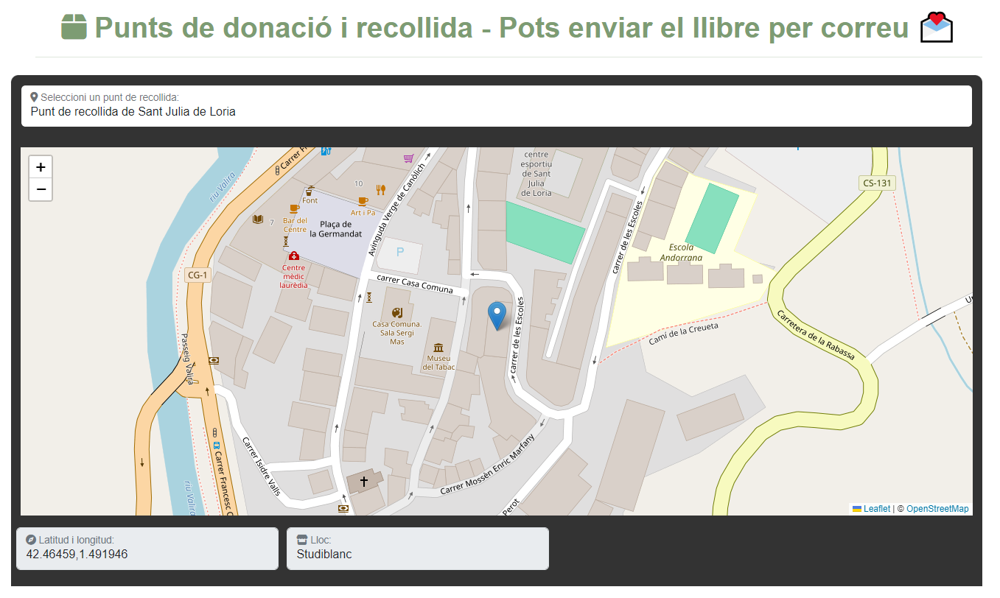 Punts de donació i recollida - Pots enviar el llibre per correu
Seleccioni un punt de recollida:
Punt de recollida de Sant Julia de Loria
+
−
riu Valira
Carrer Fr
10
Font
Art i Pa
7
Bar del
Centre
Plaça de
la Germandat
Centre
mèdic
laurèdia
Avinguda Verge de Canòlich
P
centre
esportiu
de Sant
Julia
de Loria
carrer de les Escoles
Escola
Andorrana
CS-131
CG-1
carrer Casa Comuna
Casa Comuna.
Sala Sergi
Mas
Museu
del Tabac
carrer de les Escoles
Camí de la Creueta
Carretera de la Rabassa
Passeig Valira
Carrer Isidre Valls
Carrer Francesc C
riu Valira
Carrer Mossèn Enric Marfany
Perot
Leaflet | © OpenStreetMap
Latitud i longitud:
42.46459,1.491946
Lloc:
Studiblanc